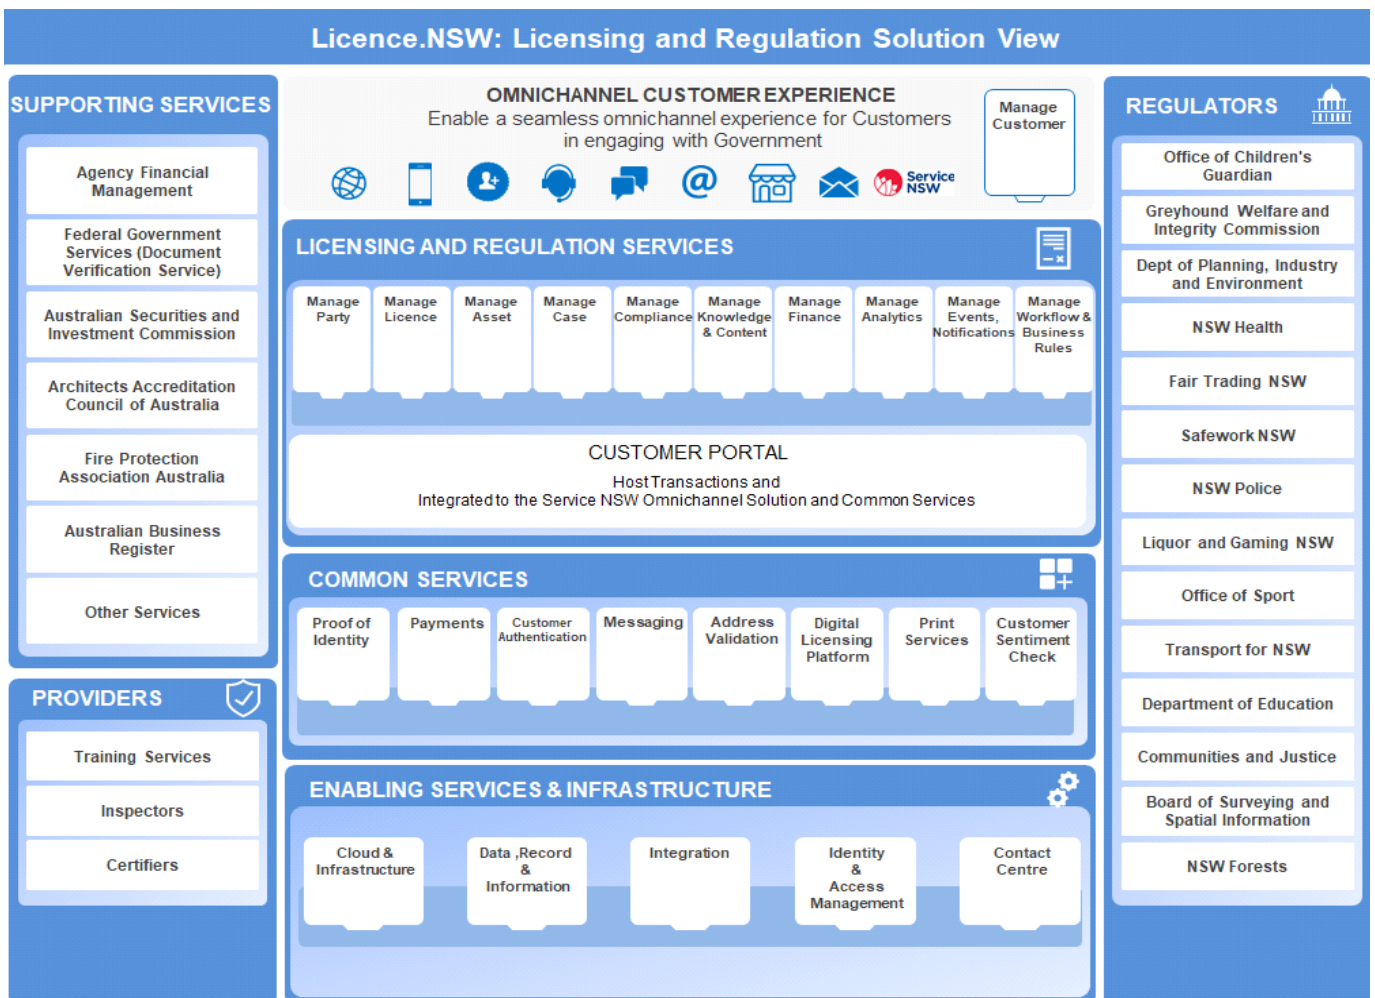 Licence.NSW: Licensing and Regulation Solution View
SUPPORTING SERVICES
Agency Financial
Management
Federal Government
Services (Document
Verification Service)
Australian Securities and
Investment Commission
Architects Accreditation
Council of Australia
Fire Protection
Association Australia
Australian Business
Register
Other Services
PROVIDERS
Training Services
Inspectors
Certifiers
OMNICHANNEL CUSTOMER EXPERIENCE
Enable a seamless omnichannel experience for Customers
in engaging with Government
Service
NSW
Manage
Customer
LICENSING AND REGULATION SERVICES
Manage
Party
Manage
Licence
Manage
Asset
Manage
Case
Manage
Compliance
Manage
Knowledge
& Content
Manage
Finance
Manage
Analytics
Manage
Events,
Notifications
Manage
Workflow &
Business
Rules
CUSTOMER PORTAL
Host Transactions and
Integrated to the Service NSW Omnichannel Solution and Common Services
COMMON SERVICES
Proof of
Identity
Payments
Customer
Authentication
Messaging
Address
Validation
Digital
Licensing
Platform
Print
Services
Customer
Sentiment
Check
ENABLING SERVICES & INFRASTRUCTURE
Cloud &
Infrastructure
Data ,Record
&
Information
Integration
Identity
&
Access
Management
Contact
Centre
REGULATORS
Office of Children's
Guardian
Greyhound Welfare and
Integrity Commission
Dept of Planning, Industry
and Environment
NSW Health
Fair Trading NSW
Safework NSW
NSW Police
Liquor and Gaming NSW
Office of Sport
Transport for NSW
Department of Education
Communities and Justice
Board of Surveying and
Spatial Information
NSW Forests